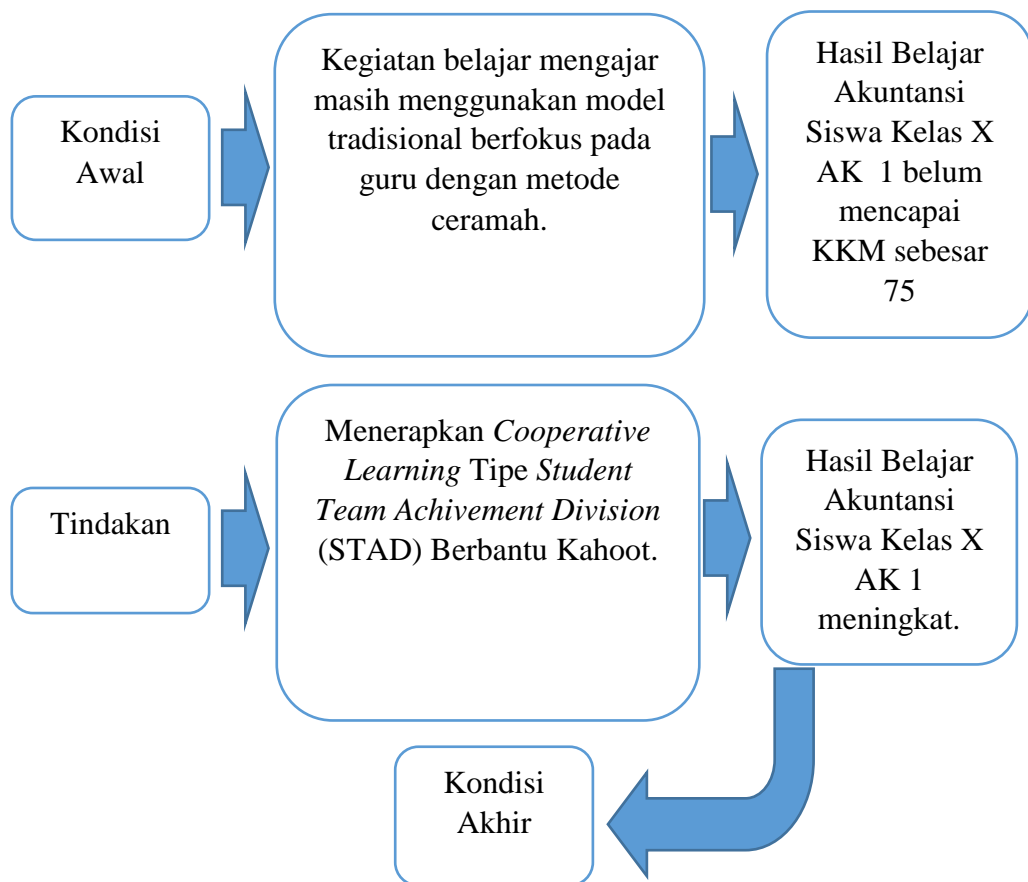 Kondisi
Awal
Kegiatan belajar mengajar
masih menggunakan model
tradisional berfokus pada
guru dengan metode
ceramah.
Hasil Belajar
Akuntansi
Siswa Kelas X
AK 1 belum
mencapai
KKM sebesar
75
Tindakan
Menerapkan Cooperative
Learning Tipe Student
Team Achivement Division
(STAD) Berbantu Kahoot.
Hasil Belajar
Akuntansi
Siswa Kelas X
AK 1
meningkat.
Kondisi
Akhir